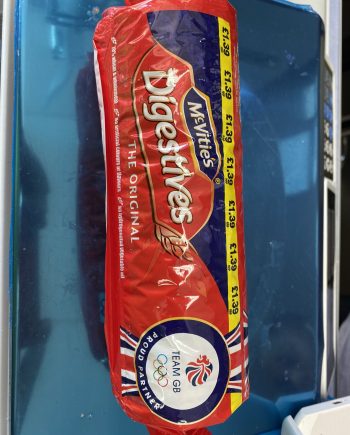 £1.39 £1.39 £1.39 £1.39 £1.39 £1.39 £1.39 £1.39
McVitie's
Digestives
THE ORIGINAL
TEAM GB
PROUD PARTNER